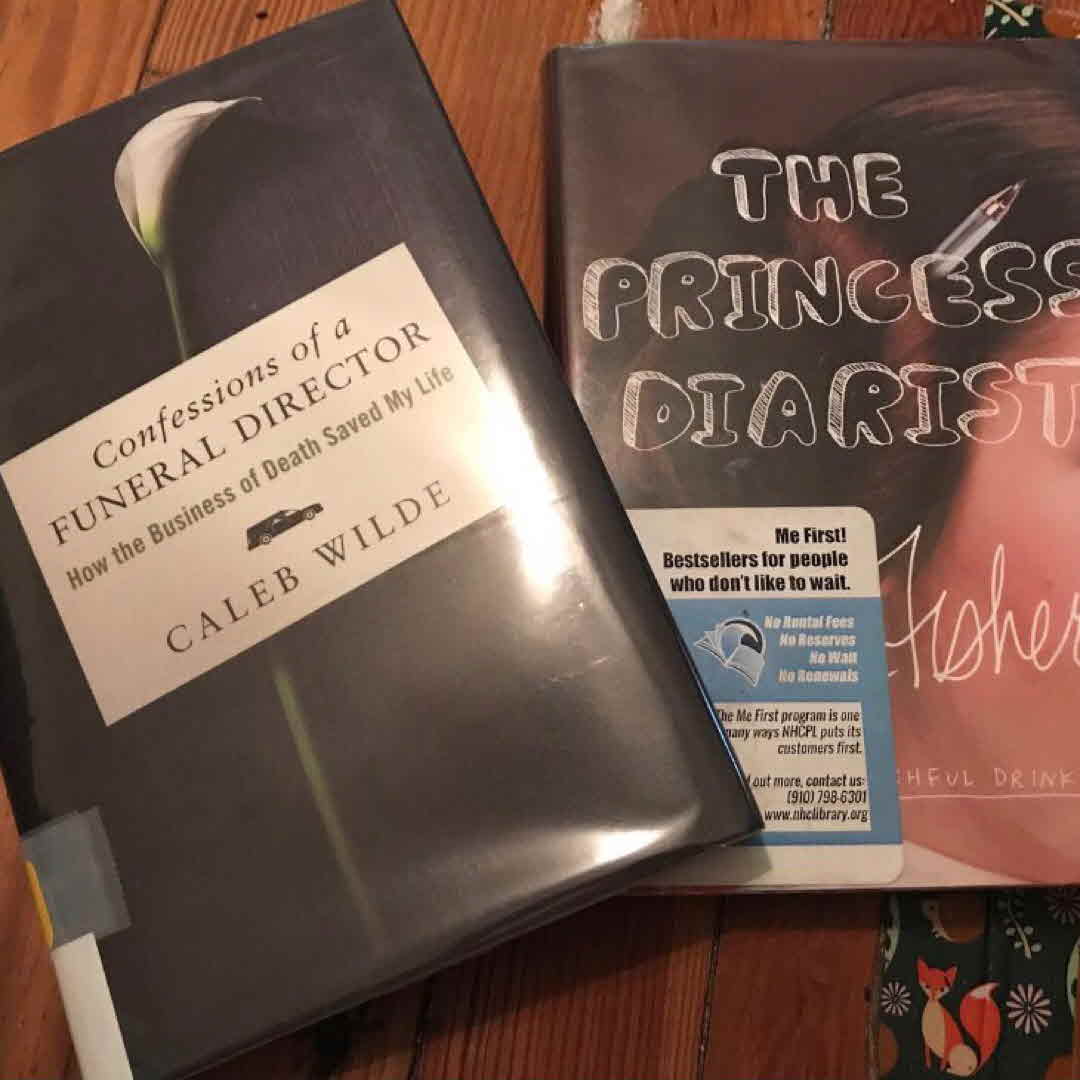 Confessions of a
FUNERAL DIRECTOR
How the Business of Death Saved My Life
CALEB WILDE
THE
PRINCESS
DIARIST
Fisher
HFUL DRINK
Me First!
Bestsellers for people
who don't like to wait.
No Rental Fees
No Reserves
No Wait
No Renewals
The Me First program is one
many ways NHCPL puts its
customers first.
out more, contact us:
(910) 798-6301
www.nhclibrary.org